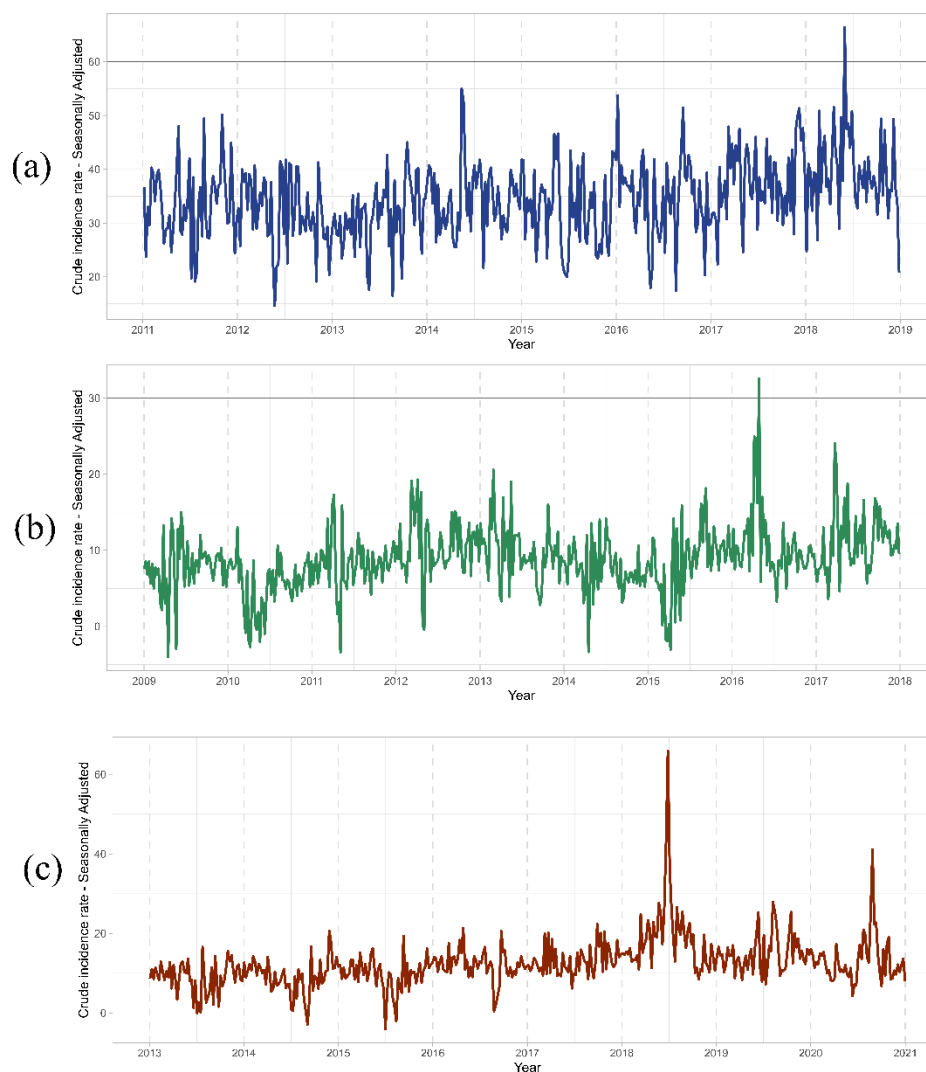 (a)
Crude incidence rate - Seasonally Adjusted
60
50
40
30
20
2011 2012 2013 2014 2015 2016 2017 2018 2019
Year
(b)
Crude incidence rate - Seasonally Adjusted
30
20
10
0
2009 2010 2011 2012 2013 2014 2015 2016 2017 2018
Year
(c)
Crude incidence rate - Seasonally Adjusted
60
40
20
0
2013 2014 2015 2016 2017 2018 2019 2020 2021
Year